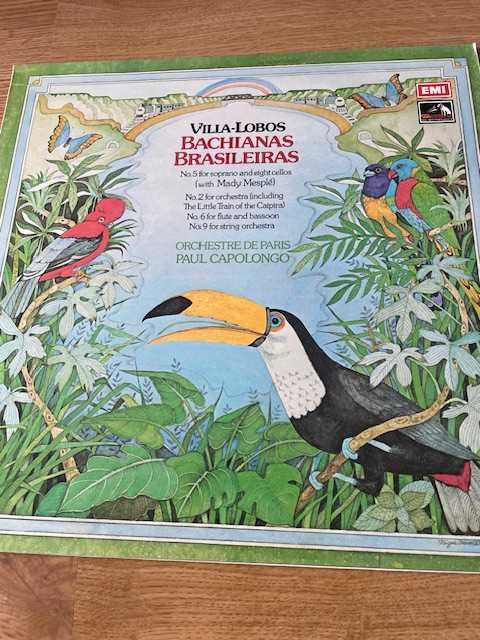 EMI
VILLA-LOBOS
BACHIANAS
BRASILEIRAS
No.5 for soprano and eight cellos
(with Mady Mesplé)
No.2 for orchestra (including
The Little Train of the Caipira)
No.6 for flute and bassoon
No.9 for string orchestra
ORCHESTRE DE PARIS
PAUL CAPOLONGO